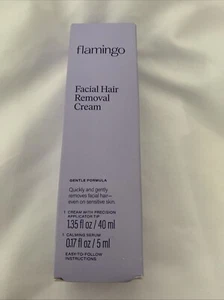 flamingo
Facial Hair
Removal
Cream
GENTLE FORMULA
Quickly and gently
removes facial hair—
even on sensitive skin.
1 CREAM WITH PRECISION
APPLICATOR TIP
1.35 fl oz / 40 ml
1 CALMING SERUM
0.17 fl oz / 5 ml
EASY-TO-FOLLOW
INSTRUCTIONS